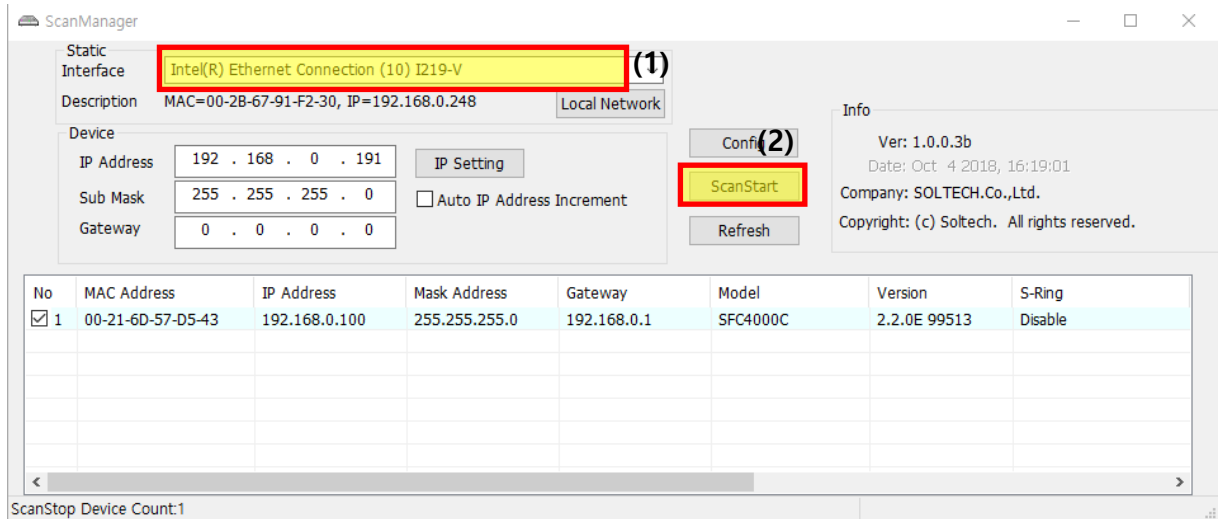 ScanManager
Static
Interface Intel(R) Ethernet Connection (10) I219-V (1)
Description MAC=00-2B-67-91-F2-30, IP=192.168.0.248 Local Network
Device
IP Address 192 . 168 . 0 . 191 IP Setting
Sub Mask 255 . 255 . 255 . 0 Auto IP Address Increment
Gateway 0 . 0 . 0 . 0
Config (2)
ScanStart
Refresh
Info
Ver: 1.0.0.3b
Date: Oct 4 2018, 16:19:01
Company: SOLTECH.Co.,Ltd.
Copyright: (c) Soltech. All rights reserved.
No MAC Address IP Address Mask Address Gateway Model Version S-Ring
1 00-21-6D-57-D5-43 192.168.0.100 255.255.255.0 192.168.0.1 SFC4000C 2.2.0E 99513 Disable
ScanStop Device Count:1